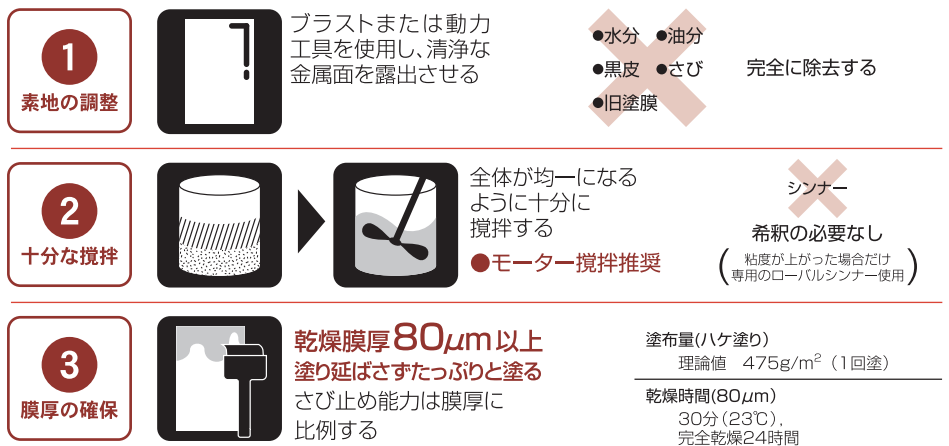 1
素地の調整
ブラストまたは動力
工具を使用し、清浄な
金属面を露出させる
●水分 ●油分
●黒皮 ●さび
●旧塗膜
完全に除去する
2
十分な撹拌
全体が均一になる
ように十分に
撹拌する
●モーター撹拌推奨
シンナー
希釈の必要なし
(粘度が上がった場合だけ
専用のローバルシンナー使用)
3
膜厚の確保
乾燥膜厚80μm以上
塗り延ばさずたっぷりと塗る
さび止め能力は膜厚に
比例する
塗布量(ハケ塗り)
理論値 475g/m²(1回塗)
乾燥時間(80μm)
30分(23℃),
完全乾燥24時間